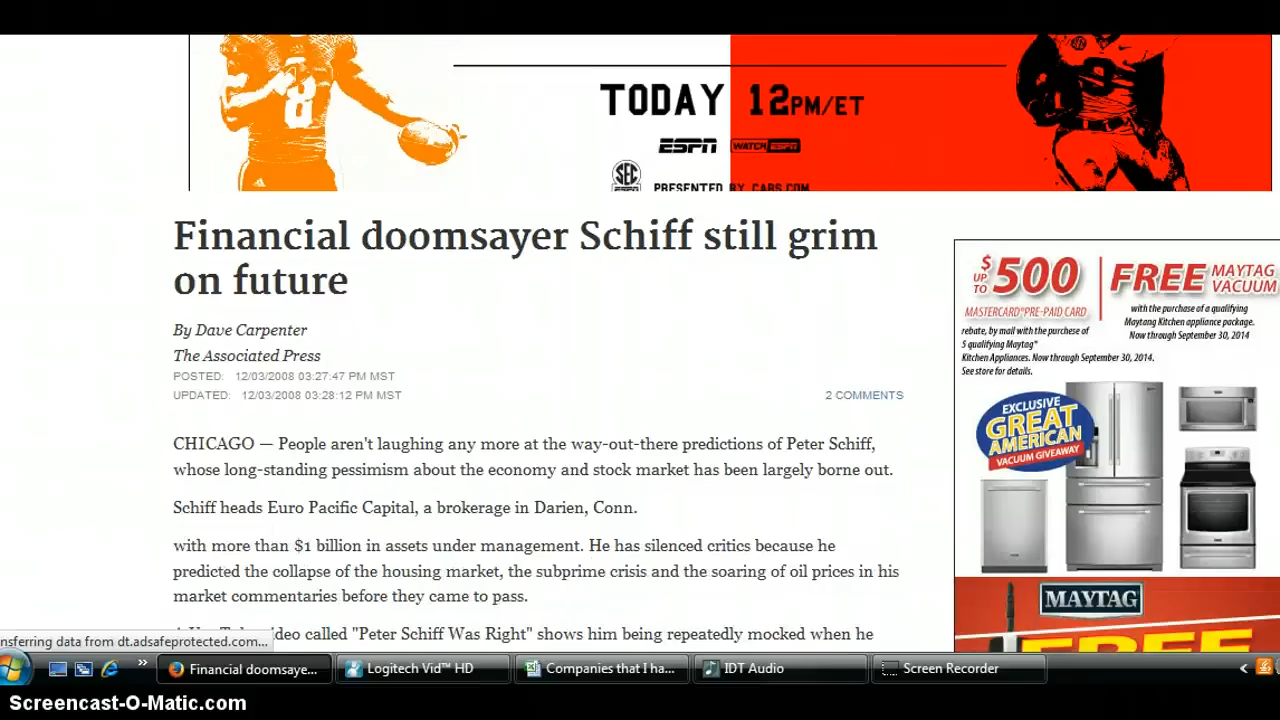 8
TODAY 12PM/ET
ESPN WATCH ESPN
SEC
ESPN PRESENTED BY CARS.COM
Financial doomsayer Schiff still grim
on future
By Dave Carpenter
The Associated Press
POSTED: 12/03/2008 03:27:47 PM MST
UPDATED: 12/03/2008 03:28:12 PM MST
2 COMMENTS
CHICAGO — People aren't laughing any more at the way-out-there predictions of Peter Schiff,
whose long-standing pessimism about the economy and stock market has been largely borne out.
Schiff heads Euro Pacific Capital, a brokerage in Darien, Conn.
with more than $1 billion in assets under management. He has silenced critics because he
predicted the collapse of the housing market, the subprime crisis and the soaring of oil prices in his
market commentaries before they came to pass.
video called "Peter Schiff Was Right" shows him being repeatedly mocked when he
UP TO $500
MASTERCARD® PRE-PAID CARD
rebate, by mail with the purchese of
5 qualifying Maytag®
Kitchen Appliances. Now through September 30, 2014.
See store for details.
FREE MAYTAG
VACUUM
with the purchase of a qualifying
Maytang Kitchen appliance package.
Now through September 30, 2014
EXCLUSIVE
GREAT
AMERICAN
VACUUM GIVEAWAY
MAYTAG
FREE
nsferring data from dt.adsafeprotected.com...
Financial doomsaye...
Logitech Vid™ HD
Companies that I ha...
IDT Audio
Screen Recorder
Screencast-O-Matic.com